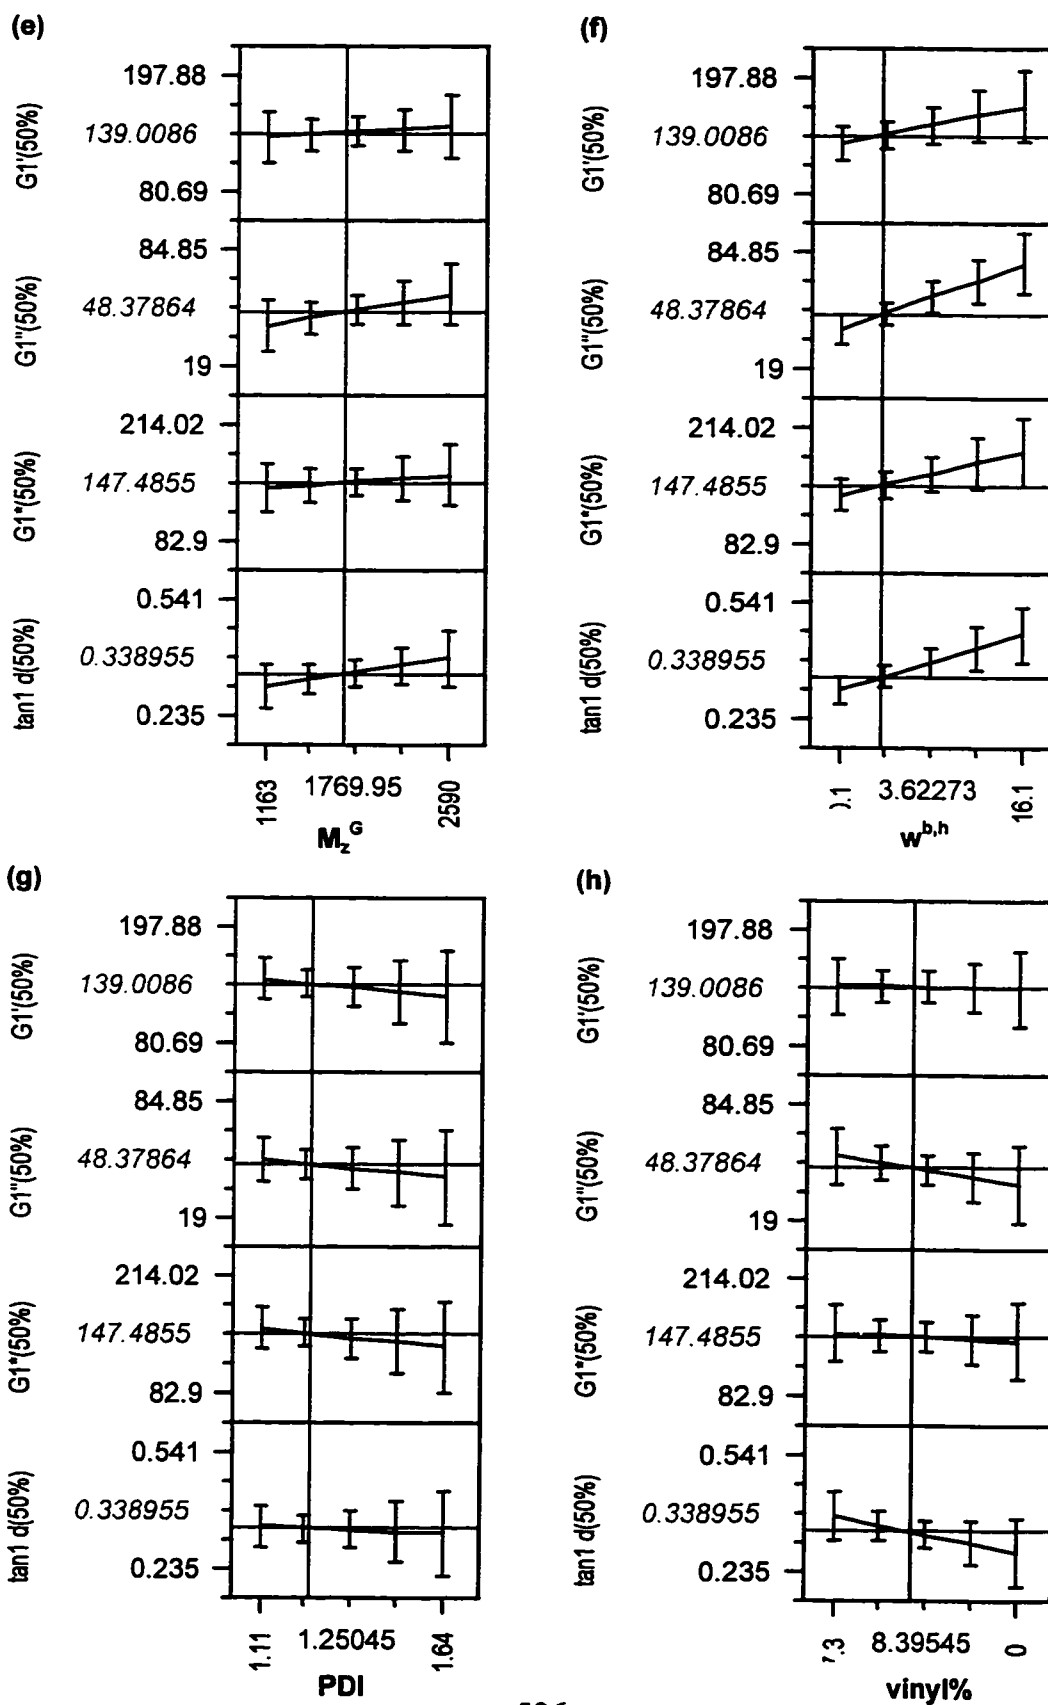 (e)
G1'(50%)
197.88
139.0086
80.69
G1"(50%)
84.85
48.37864
19
G1*(50%)
214.02
147.4855
82.9
tan1 d(50%)
0.541
0.338955
0.235
1163
1769.95
2590
M_z^G
(f)
G1'(50%)
197.88
139.0086
80.69
G1"(50%)
84.85
48.37864
19
G1*(50%)
214.02
147.4855
82.9
tan1 d(50%)
0.541
0.338955
0.235
3.62273
16.1
w^b,h
(g)
G1'(50%)
197.88
139.0086
80.69
G1"(50%)
84.85
48.37864
19
G1*(50%)
214.02
147.4855
82.9
tan1 d(50%)
0.541
0.338955
0.235
1.11
1.25045
1.64
PDI
(h)
G1'(50%)
197.88
139.0086
80.69
G1"(50%)
84.85
48.37864
19
G1*(50%)
214.02
147.4855
82.9
tan1 d(50%)
0.541
0.338955
0.235
8.39545
0
vinyl%